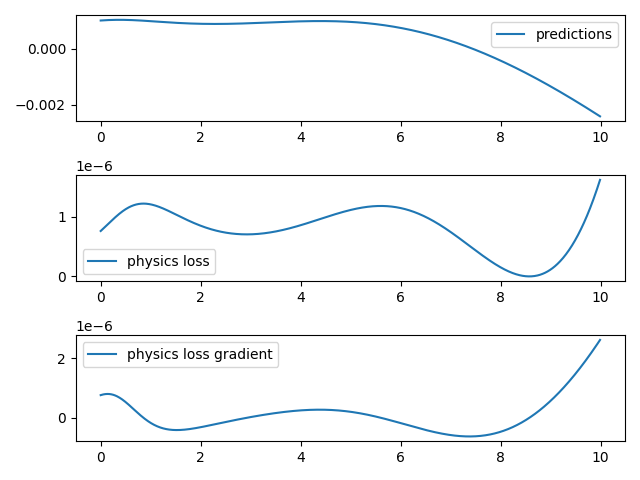 0.000
−0.002
predictions
0 2 4 6 8 10
1e−6
1
0
physics loss
0 2 4 6 8 10
1e−6
2
0
physics loss gradient
0 2 4 6 8 10